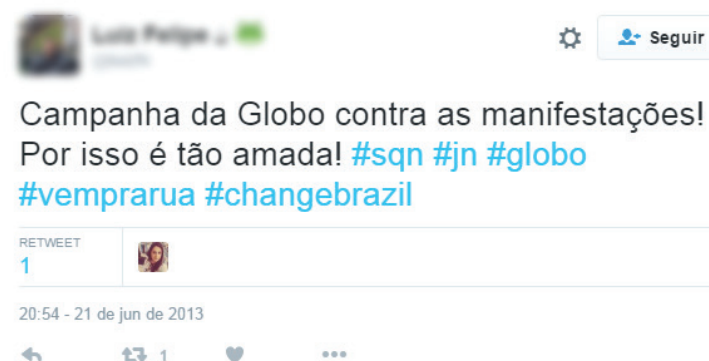 Seguir
Campanha da Globo contra as manifestações!
Por isso é tão amada! #sqn #jn #globo
#vemprarua #changebrazil
RETWEET
1
20:54 - 21 de jun de 2013
1